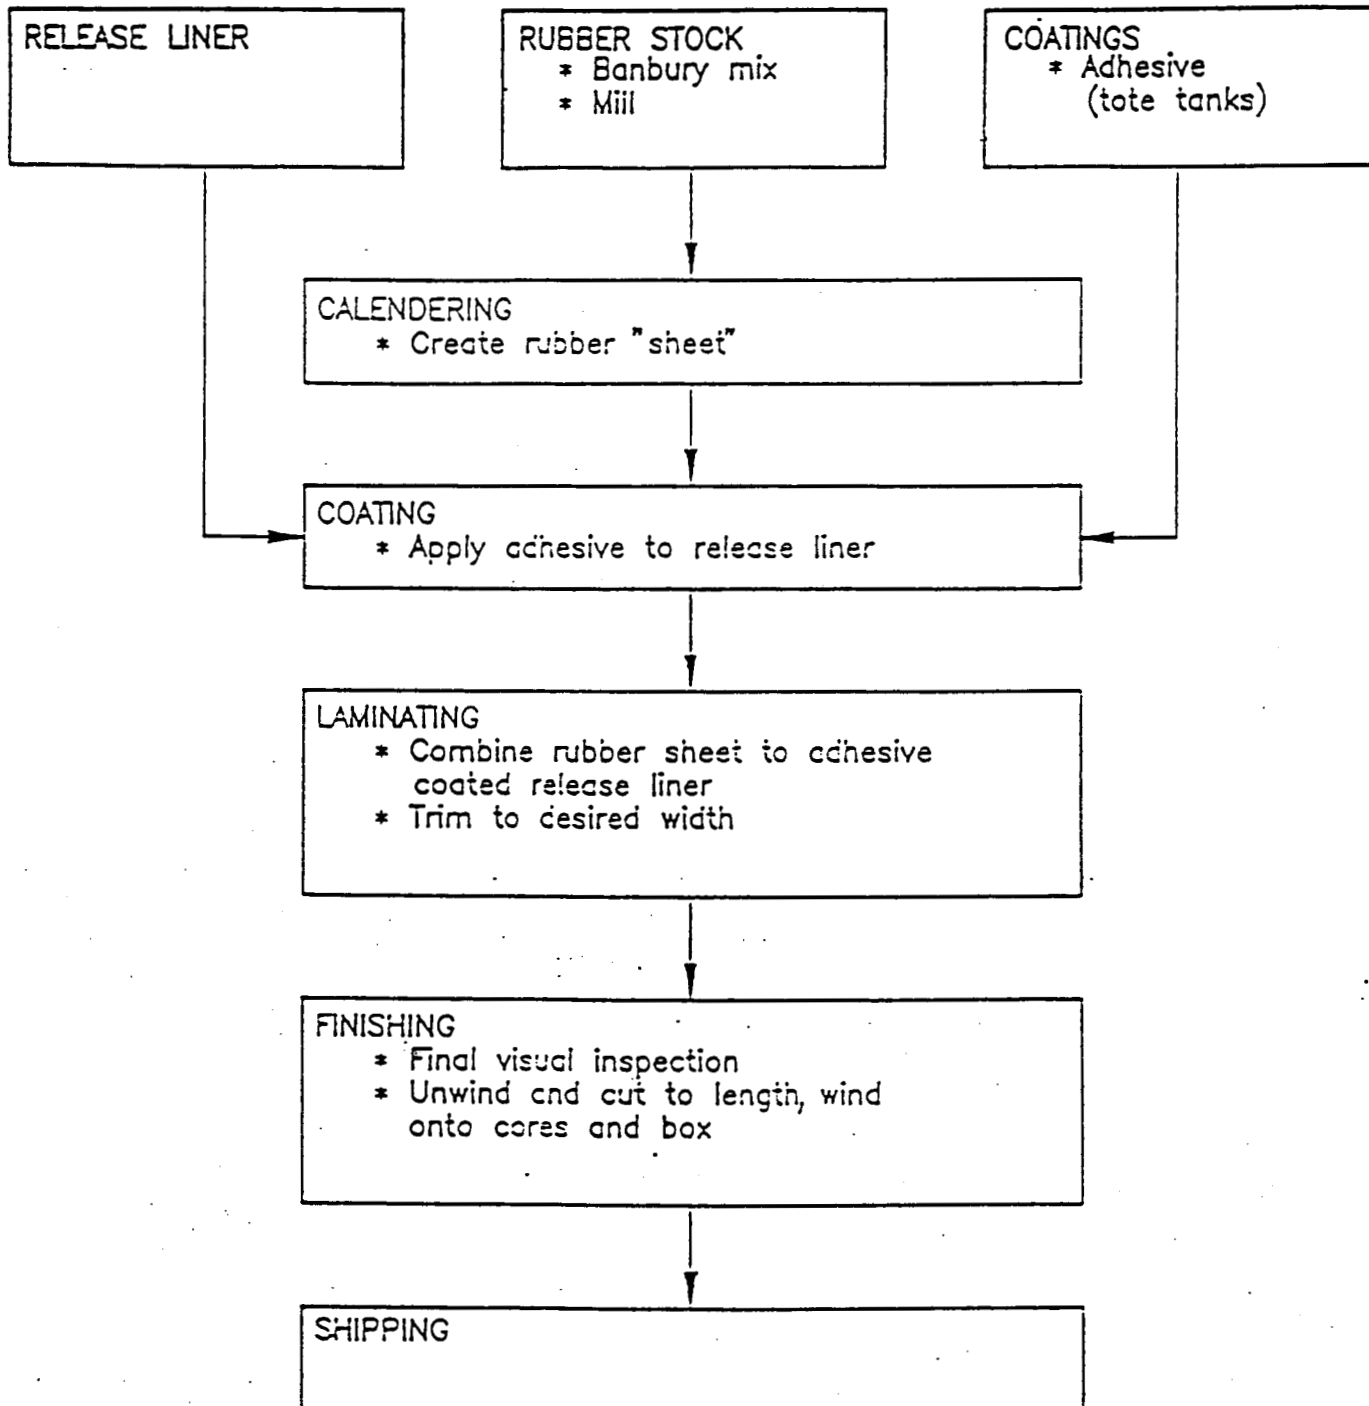 RELEASE LINER
RUBBER STOCK
* Banbury mix
* Mill
COATINGS
* Adhesive
(tote tanks)
CALENDERING
* Create rubber "sheet"
COATING
* Apply adhesive to release liner
LAMINATING
* Combine rubber sheet to adhesive
coated release liner
* Trim to desired width
FINISHING
* Final visual inspection
* Unwind and cut to length, wind
onto cores and box
SHIPPING